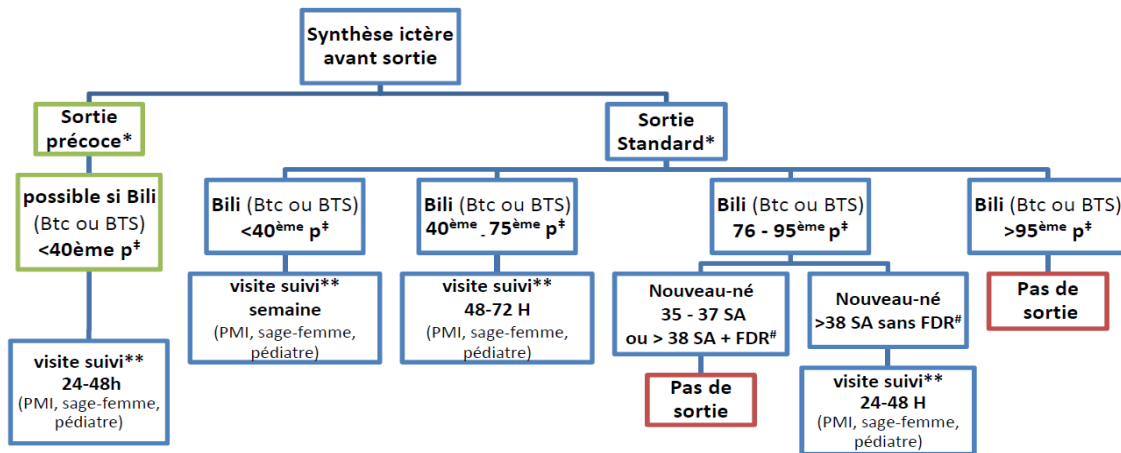 Synthèse ictère
avant sortie
Sortie
précoce*
Sortie
Standard*
possible si Bili
(Btc ou BTS)
<40ème p‡
Bili (Btc ou BTS)
<40ème p‡
Bili (Btc ou BTS)
40ème - 75ème p‡
Bili (Btc ou BTS)
76 - 95ème p‡
Bili (Btc ou BTS)
>95ème p‡
visite suivi**
24-48h
(PMI, sage-femme,
pédiatre)
visite suivi**
semaine
(PMI, sage-femme,
pédiatre)
visite suivi**
48-72 H
(PMI, sage-femme,
pédiatre)
Nouveau-né
35 - 37 SA
ou > 38 SA + FDR#
Pas de
sortie
Nouveau-né
>38 SA sans FDR#
visite suivi**
24-48 H
(PMI, sage-femme,
pédiatre)
Pas de
sortie